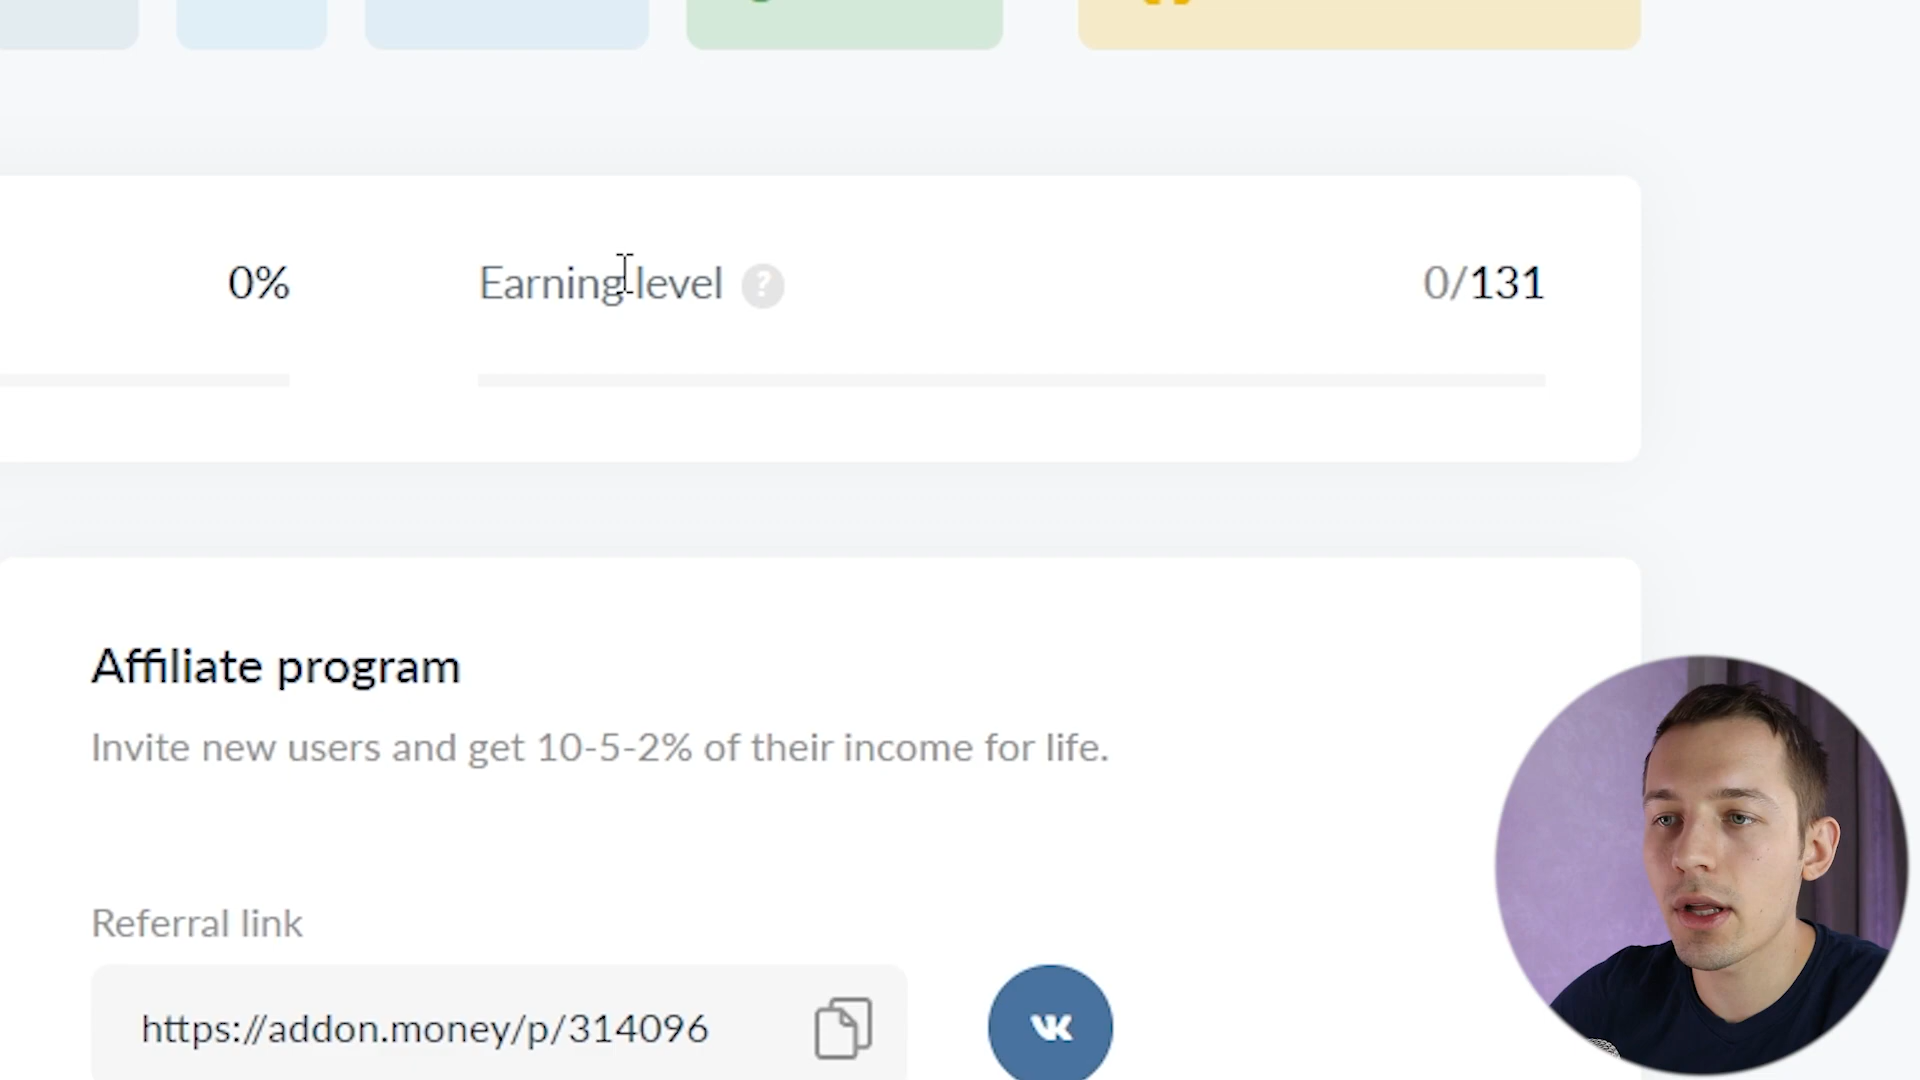 0%
Earning level ?
0/131
Affiliate program
Invite new users and get 10-5-2% of their income for life.
Referral link
https://addon.money/p/314096